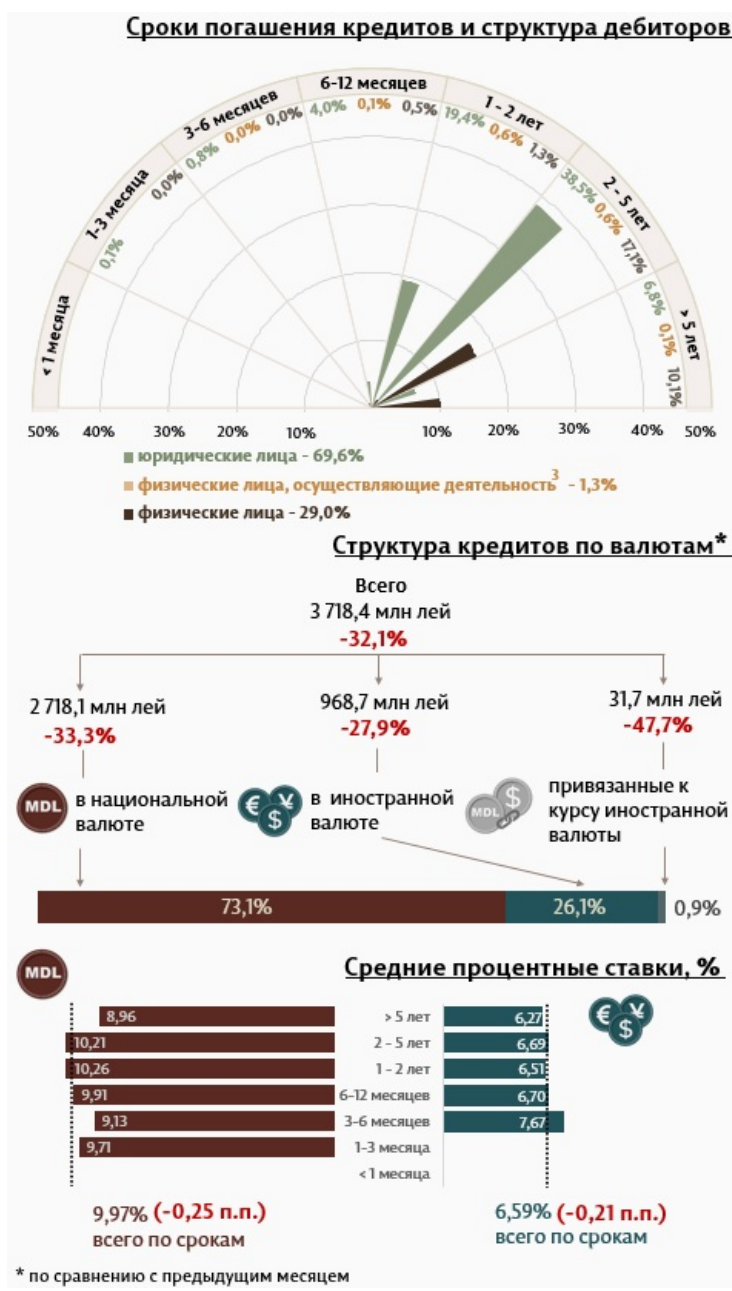 Сроки погашения кредитов и структура дебиторов
< 1 месяца
1-3 месяца
3-6 месяцев
6-12 месяцев
1 - 2 лет
2 - 5 лет
> 5 лет
0,1%
0,0%
0,8%
0,0%
0,0%
4,0%
0,1%
0,5%
19,4%
0,6%
1,3%
38,5%
0,6%
17,1%
6,8%
0,1%
10,1%
50% 40% 30% 20% 10% 10% 20% 30% 40% 50%
юридические лица - 69,6%
физические лица, осуществляющие деятельность3 - 1,3%
физические лица - 29,0%
Структура кредитов по валютам*
Всего
3 718,4 млн лей
-32,1%
2 718,1 млн лей
-33,3%
968,7 млн лей
-27,9%
31,7 млн лей
-47,7%
MDL
в национальной
валюте
€ ¥ $
в иностранной
валюте
MDL $
привязанные к
курсу иностранной
валюты
73,1% 26,1% 0,9%
MDL
Средние процентные ставки, %
€ ¥ $
8,96 > 5 лет 6,27
10,21 2 - 5 лет 6,69
10,26 1 - 2 лет 6,51
9,91 6-12 месяцев 6,70
9,13 3-6 месяцев 7,67
9,71 1-3 месяца
< 1 месяца
9,97% (-0,25 п.п.)
всего по срокам
6,59% (-0,21 п.п.)
всего по срокам
* по сравнению с предыдущим месяцем